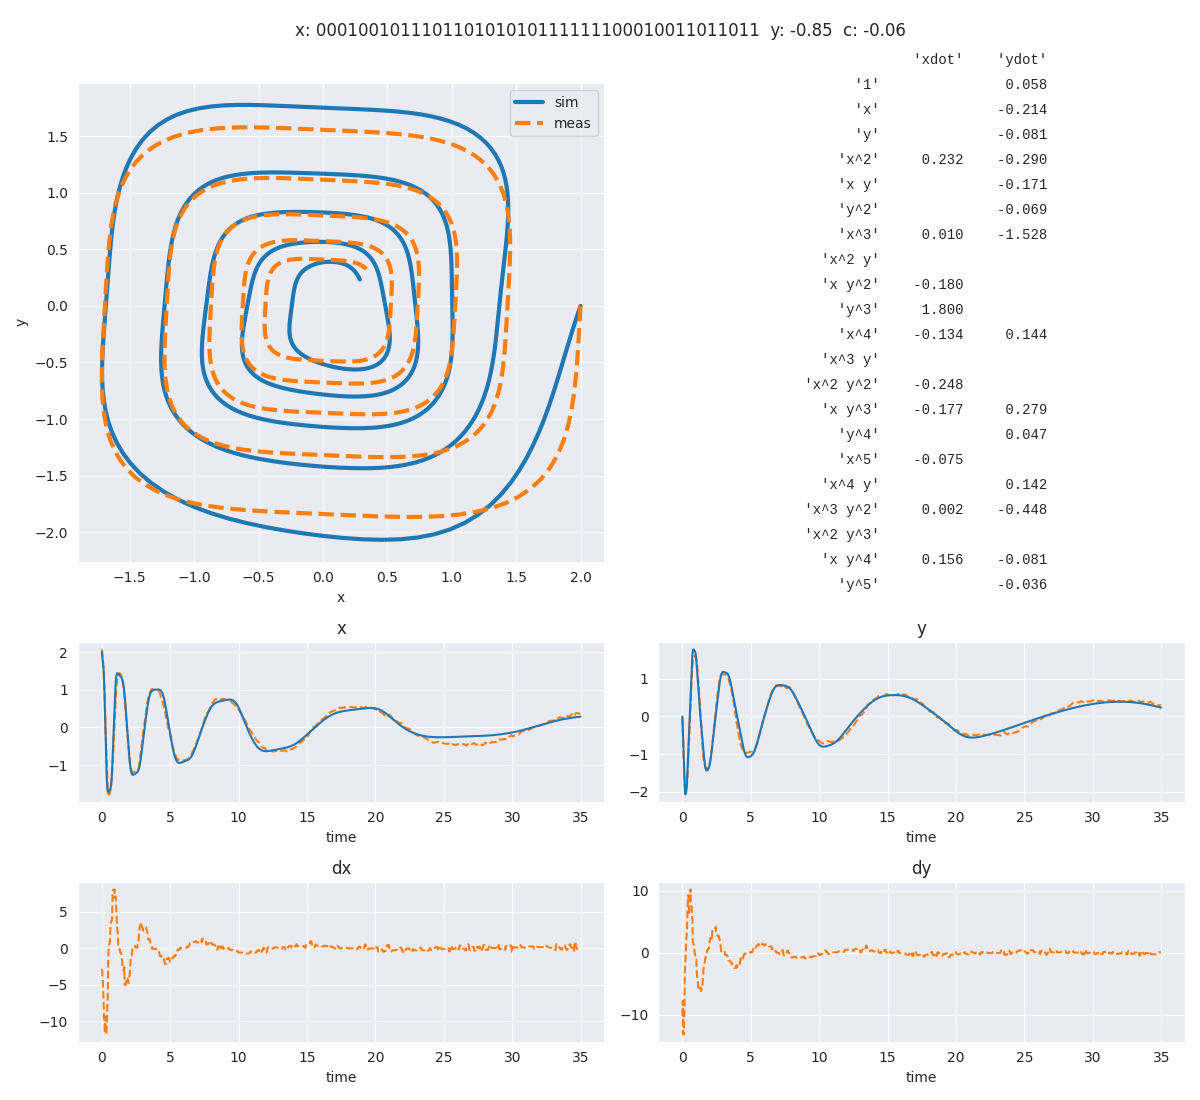 x: 000100101110110101010111111100010011011011 y: -0.85 c: -0.06
sim
meas
1.5
1.0
0.5
0.0
−0.5
−1.0
−1.5
−2.0
y
−1.5 −1.0 −0.5 0.0 0.5 1.0 1.5 2.0
x
'xdot' 'ydot'
'1' 0.058
'x' -0.214
'y' -0.081
'x^2' 0.232 -0.290
'x y' -0.171
'y^2' -0.069
'x^3' 0.010 -1.528
'x^2 y'
'x y^2' -0.180
'y^3' 1.800
'x^4' -0.134 0.144
'x^3 y'
'x^2 y^2' -0.248
'x y^3' -0.177 0.279
'y^4' 0.047
'x^5' -0.075
'x^4 y' 0.142
'x^3 y^2' 0.002 -0.448
'x^2 y^3'
'x y^4' 0.156 -0.081
'y^5' -0.036
x
2
1
0
−1
0 5 10 15 20 25 30 35
time
y
1
0
−1
−2
0 5 10 15 20 25 30 35
time
dx
5
0
−5
−10
0 5 10 15 20 25 30 35
time
dy
10
0
−10
0 5 10 15 20 25 30 35
time